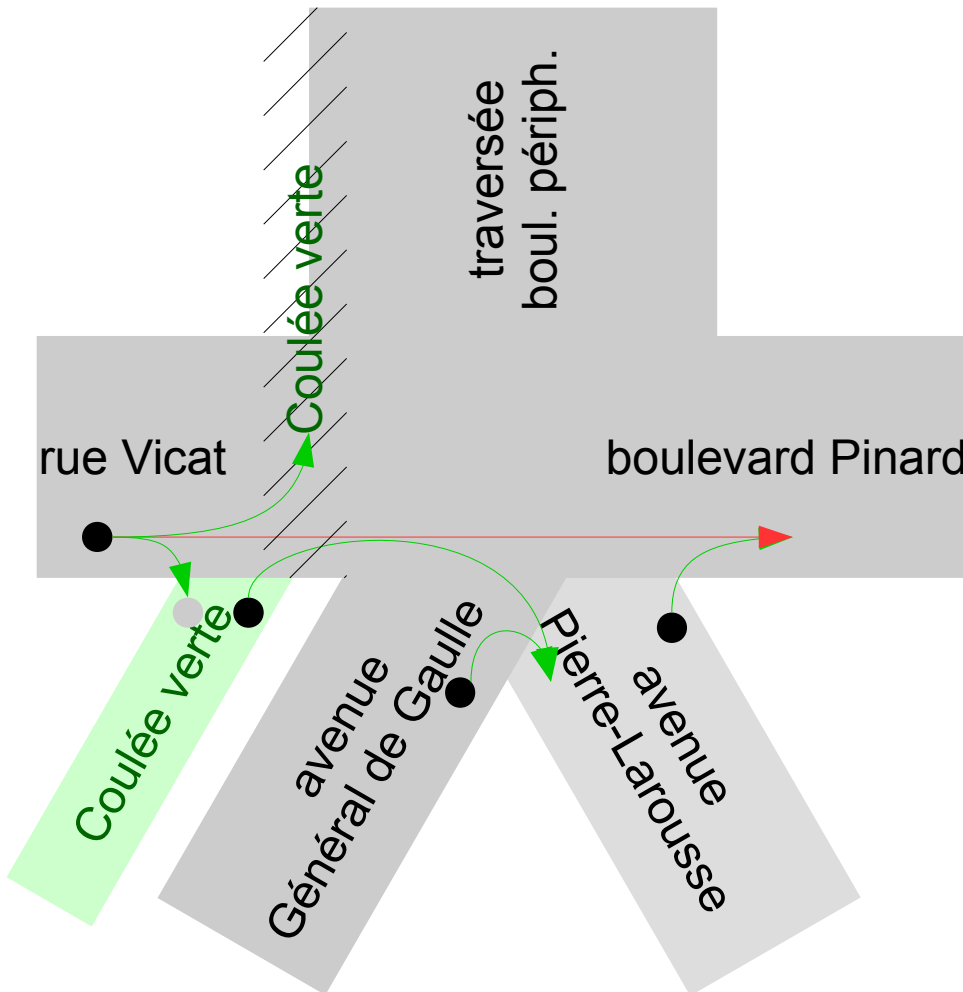 traversée
boul. périph.
Coulée verte
rue Vicat
boulevard Pinard
Coulée verte
avenue
Général de Gaulle
avenue
Pierre-Larousse